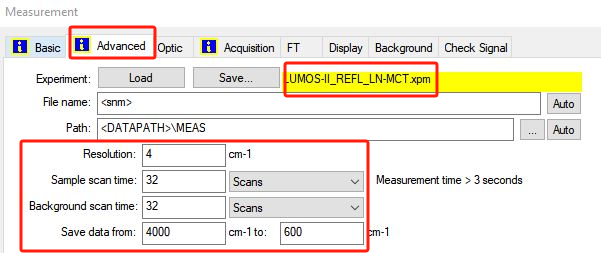 Measurement
Basic Advanced Optic Acquisition FT Display Background Check Signal
Experiment: Load Save... LUMOS-II_REFL_LN-MCT.xpm
File name: <snm> Auto
Path: <DATAPATH>\MEAS ... Auto
Resolution: 4 cm-1
Sample scan time: 32 Scans Measurement time > 3 seconds
Background scan time: 32 Scans
Save data from: 4000 cm-1 to: 600 cm-1